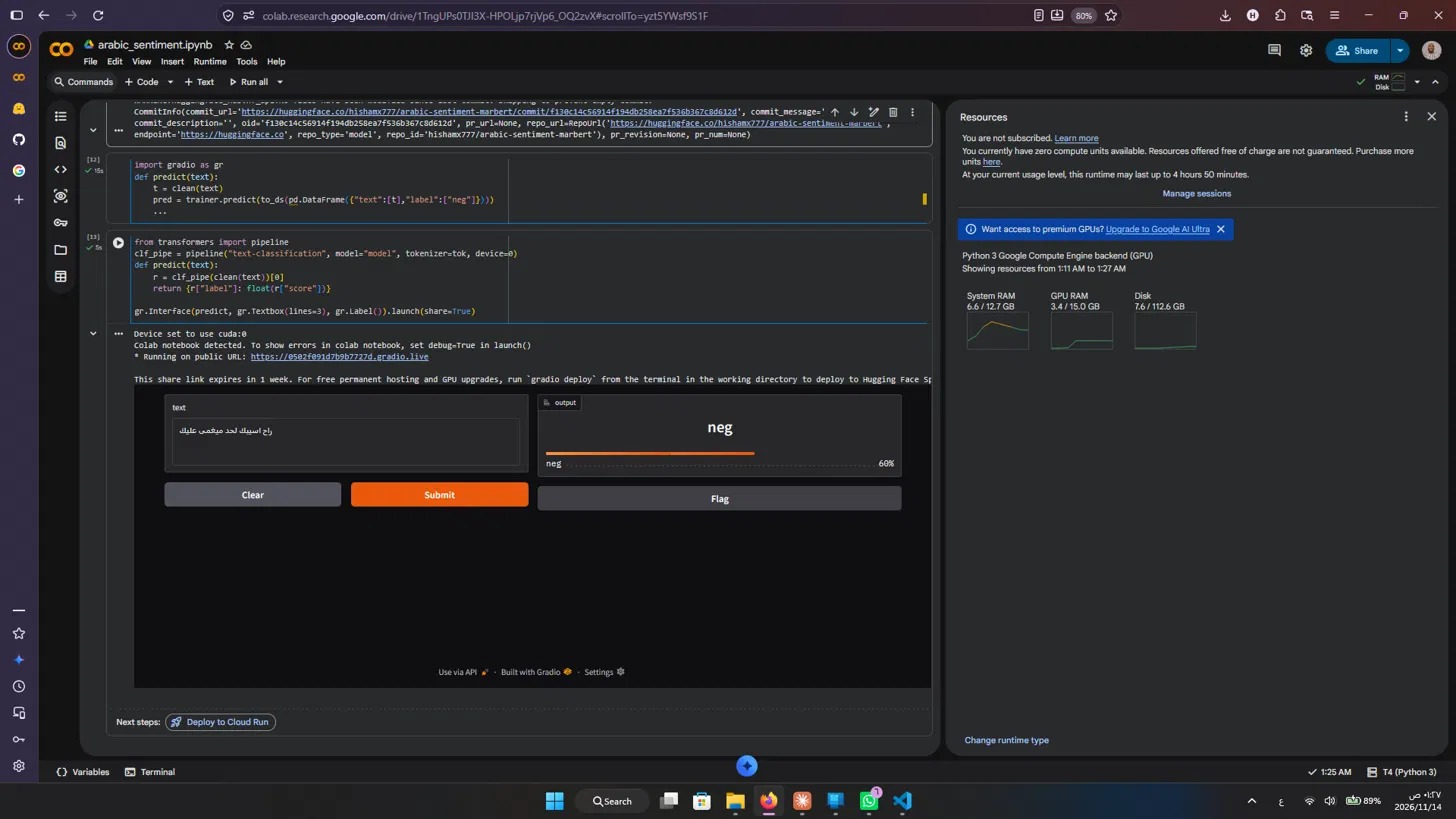 colab.research.google.com/drive/1TngUPs0TJI3X-HPOLjp7rjVp6_OQ2zvX#scrollTo=yzt5YWsf9S1F
80%
arabic_sentiment.ipynb
File Edit View Insert Runtime Tools Help
Share
Commands + Code + Text Run all
RAM
Disk
CommitInfo(commit_url='https://huggingface.co/hishamx777/arabic-sentiment-marbert/commit/f130c14c56914f194db258ea7f536b367c8d612d', commit_message='
commit_description='', oid='f130c14c56914f194db258ea7f536b367c8d612d', pr_url=None, repo_url=RepoUrl('https://huggingface.co/hishamx777/arabic-sentiment-marbert',
endpoint='https://huggingface.co', repo_type='model', repo_id='hishamx777/arabic-sentiment-marbert'), pr_revision=None, pr_num=None)
[12]
15s
import gradio as gr
def predict(text):
t = clean(text)
pred = trainer.predict(to_ds(pd.DataFrame({"text":[t],"label":["neg"]})))
...
[13]
5s
from transformers import pipeline
clf_pipe = pipeline("text-classification", model="model", tokenizer=tok, device=0)
def predict(text):
r = clf_pipe(clean(text))[0]
return {r["label"]: float(r["score"])}
gr.Interface(predict, gr.Textbox(lines=3), gr.Label()).launch(share=True)
Device set to use cuda:0
Colab notebook detected. To show errors in colab notebook, set debug=True in launch()
* Running on public URL: https://0502f091d7b9b7727d.gradio.live
This share link expires in 1 week. For free permanent hosting and GPU upgrades, run `gradio deploy` from the terminal in the working directory to deploy to Hugging Face Sp
text
راح اسيبك لحد ميغمى عليك
Clear
Submit
output
neg
neg 60%
Flag
Use via API · Built with Gradio · Settings
Next steps: Deploy to Cloud Run
Resources
You are not subscribed. Learn more
You currently have zero compute units available. Resources offered free of charge are not guaranteed. Purchase more
units here.
At your current usage level, this runtime may last up to 4 hours 50 minutes.
Manage sessions
Want access to premium GPUs? Upgrade to Google AI Ultra
Python 3 Google Compute Engine backend (GPU)
Showing resources from 1:11 AM to 1:27 AM
System RAM
6.6 / 12.7 GB
GPU RAM
3.4 / 15.0 GB
Disk
7.6 / 112.6 GB
Change runtime type
Variables Terminal
1:25 AM T4 (Python 3)
Search
1
ع
89%
٠١:٢٧ ص
2026/11/14